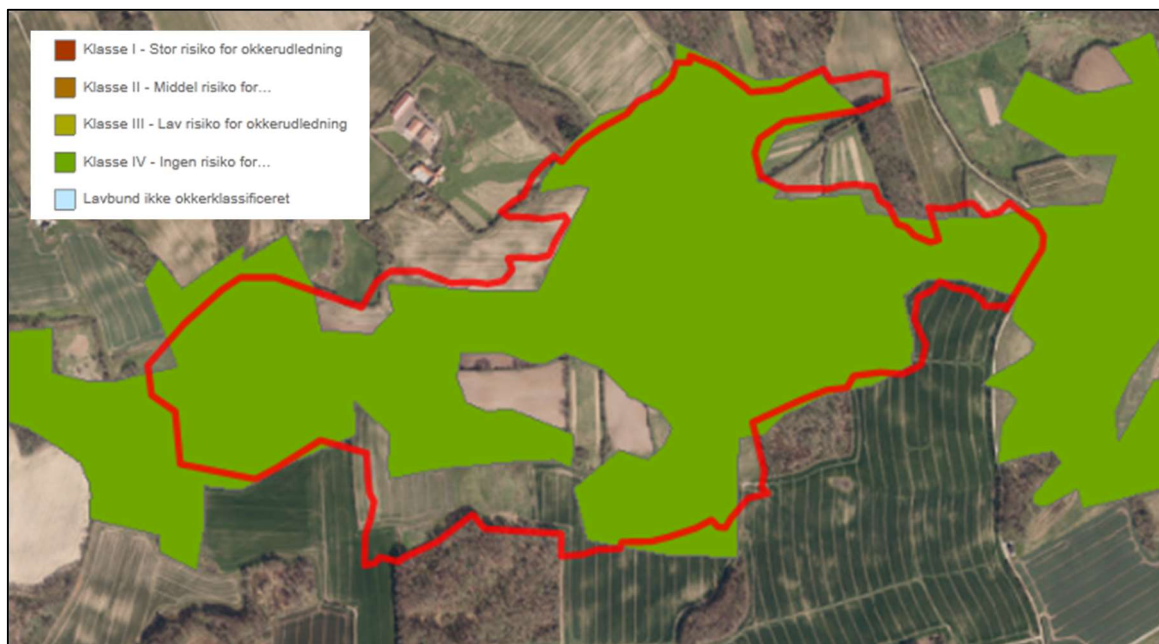 Klasse I - Stor risiko for okkerudledning
Klasse II - Middel risiko for...
Klasse III - Lav risiko for okkerudledning
Klasse IV - Ingen risiko for...
Lavbund ikke okkerklassificeret